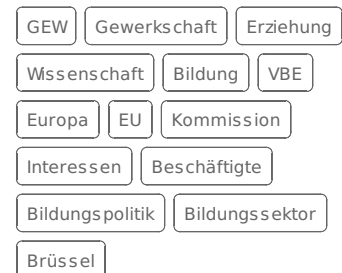 GEW Gewerkschaft Erziehung
Wissenschaft Bildung VBE
Europa EU Kommission
Interessen Beschäftigte
Bildungspolitik Bildungssektor
Brüssel